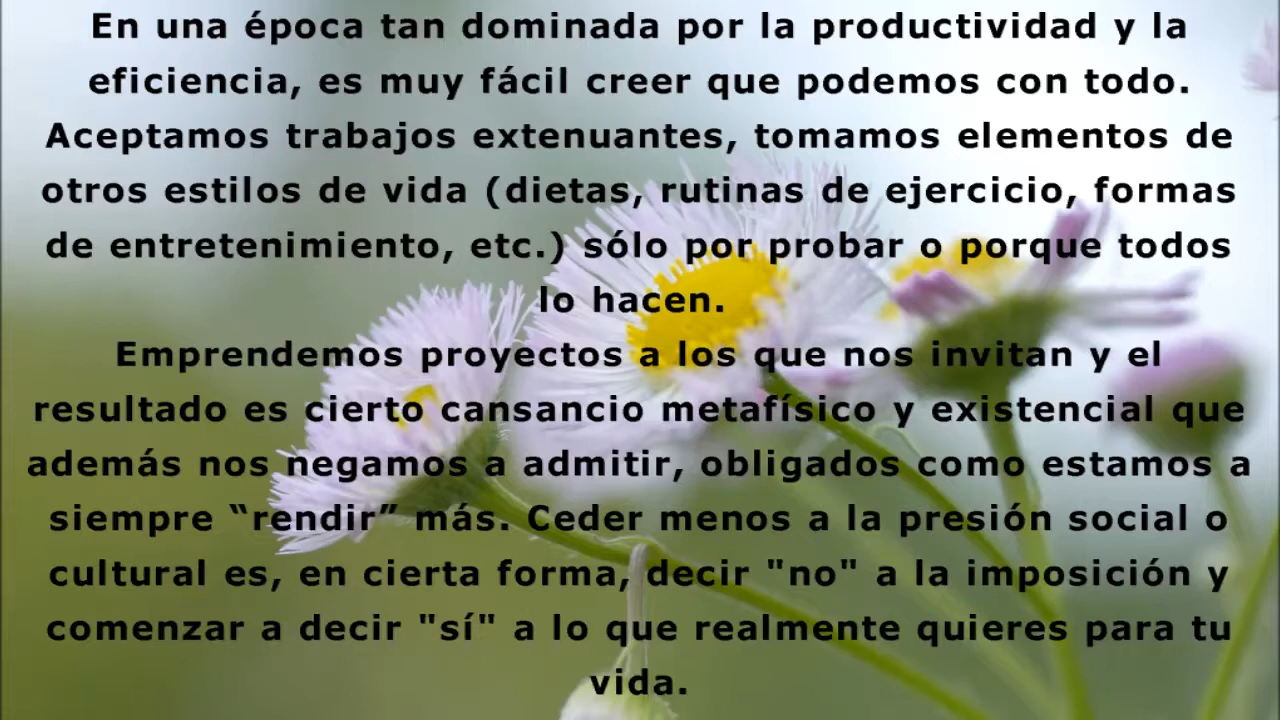 En una época tan dominada por la productividad y la
eficiencia, es muy fácil creer que podemos con todo.
Aceptamos trabajos extenuantes, tomamos elementos de
otros estilos de vida (dietas, rutinas de ejercicio, formas
de entretenimiento, etc.) sólo por probar o porque todos
lo hacen.
Emprendemos proyectos a los que nos invitan y el
resultado es cierto cansancio metafísico y existencial que
además nos negamos a admitir, obligados como estamos a
siempre “rendir” más. Ceder menos a la presión social o
cultural es, en cierta forma, decir "no" a la imposición y
comenzar a decir "sí" a lo que realmente quieres para tu
vida.